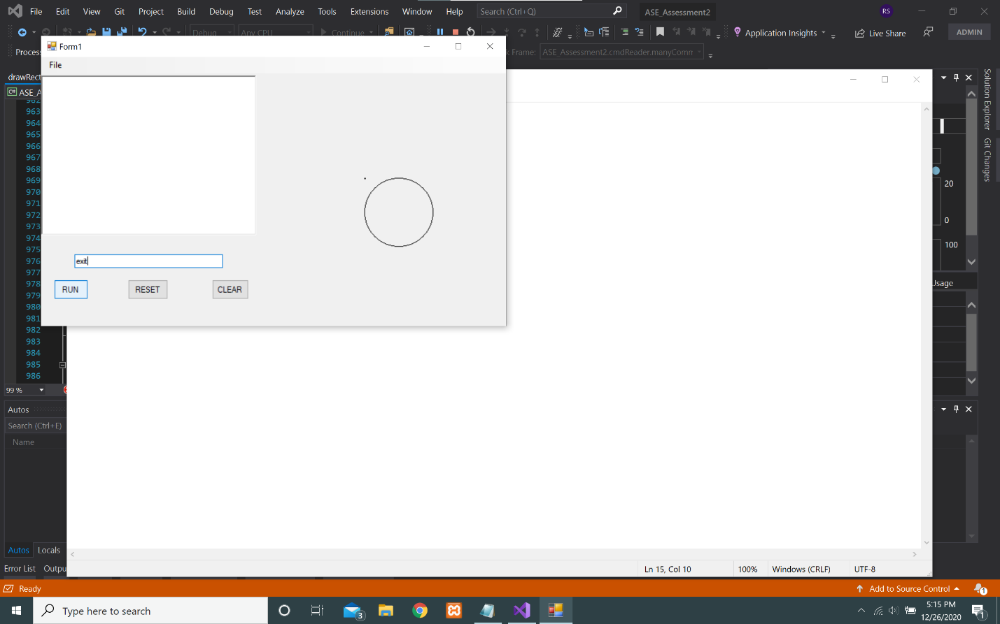 File Edit View Git Project Build Debug Test Analyze Tools Extensions Window Help Search (Ctrl+Q) ASE_Assessment2 RS
Debug Any CPU Continue Application Insights Live Share ADMIN
Process Frame: ASE_Assessment2.cmdReader.manyComm
Form1
File
drawRect
ASE_A
962
963
964
965
966
967
968
969
970
971
972
973
974
975
976
977
978
979
980
981
982
983
984
985
986
exit
RUN RESET CLEAR
Solution Explorer
Git Changes
20
0
100
Usage
99 %
Autos
Search (Ctrl+E)
Name
Autos Locals
Error List Outpu
Ln 15, Col 10 100% Windows (CRLF) UTF-8
Ready Add to Source Control 1
Type here to search 3
5:15 PM
12/26/2020
1